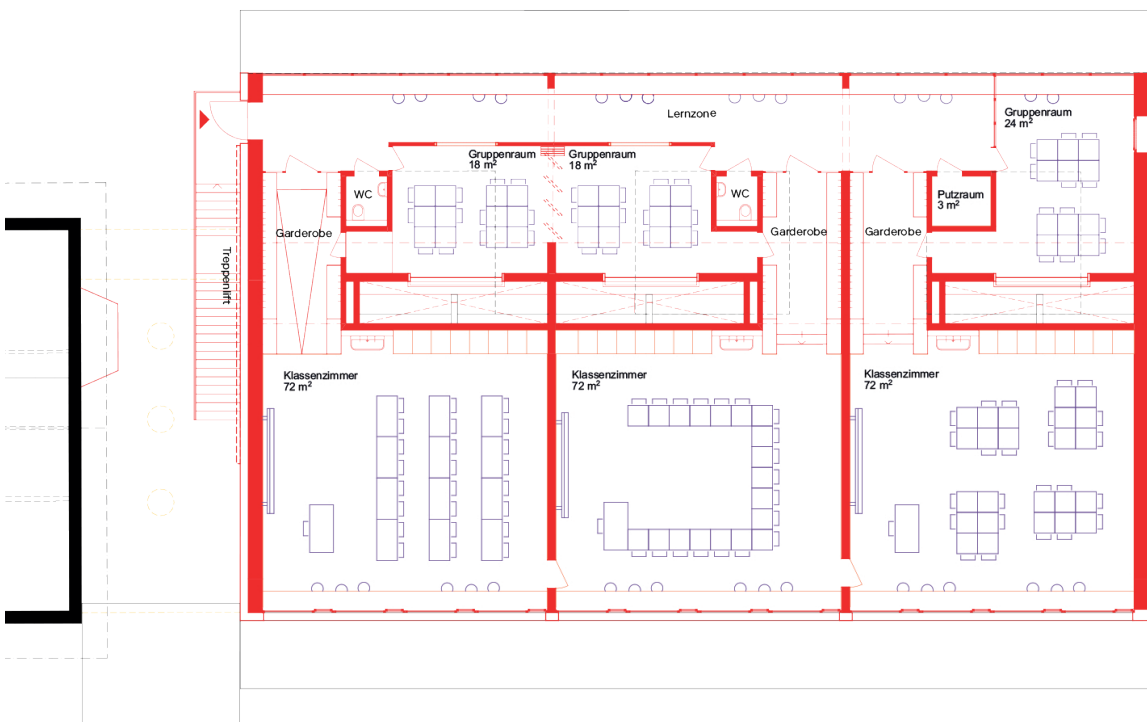 Lernzone
Gruppenraum
24 m²
Gruppenraum
18 m²
Gruppenraum
18 m²
WC
WC
Putzraum
3 m²
Garderobe
Garderobe
Garderobe
Treppenlift
Klassenzimmer
72 m²
Klassenzimmer
72 m²
Klassenzimmer
72 m²